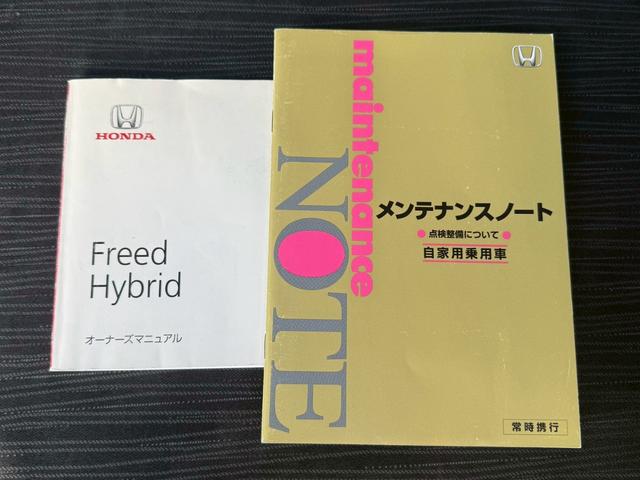 HONDA
Freed
Hybrid
オーナーズマニュアル
maintenance
NOTE
メンテナンスノート
点検整備について
自家用乗用車
常時携行